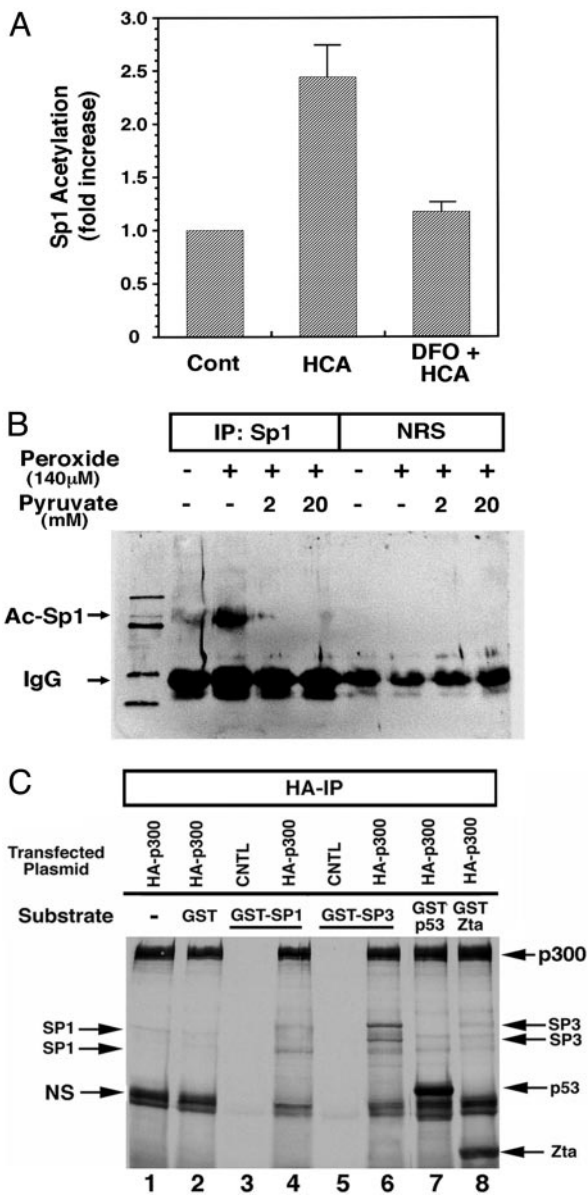 A
3.0
2.5
2.0
1.5
1.0
0.5
0
Sp1 Acetylation
(fold increase)
Cont
HCA
DFO +
HCA
B
IP: Sp1
NRS
Peroxide - + + + - + + +
(140μM)
Pyruvate - - 2 20 - - 2 20
(mM)
Ac-Sp1
IgG
C
HA-IP
Transfected
Plasmid
HA-p300
HA-p300
CNTL
HA-p300
CNTL
HA-p300
HA-p300
HA-p300
Substrate - GST GST-SP1 GST-SP3 GST p53 GST Zta
p300
SP1
SP1
NS
SP3
SP3
p53
Zta
1 2 3 4 5 6 7 8